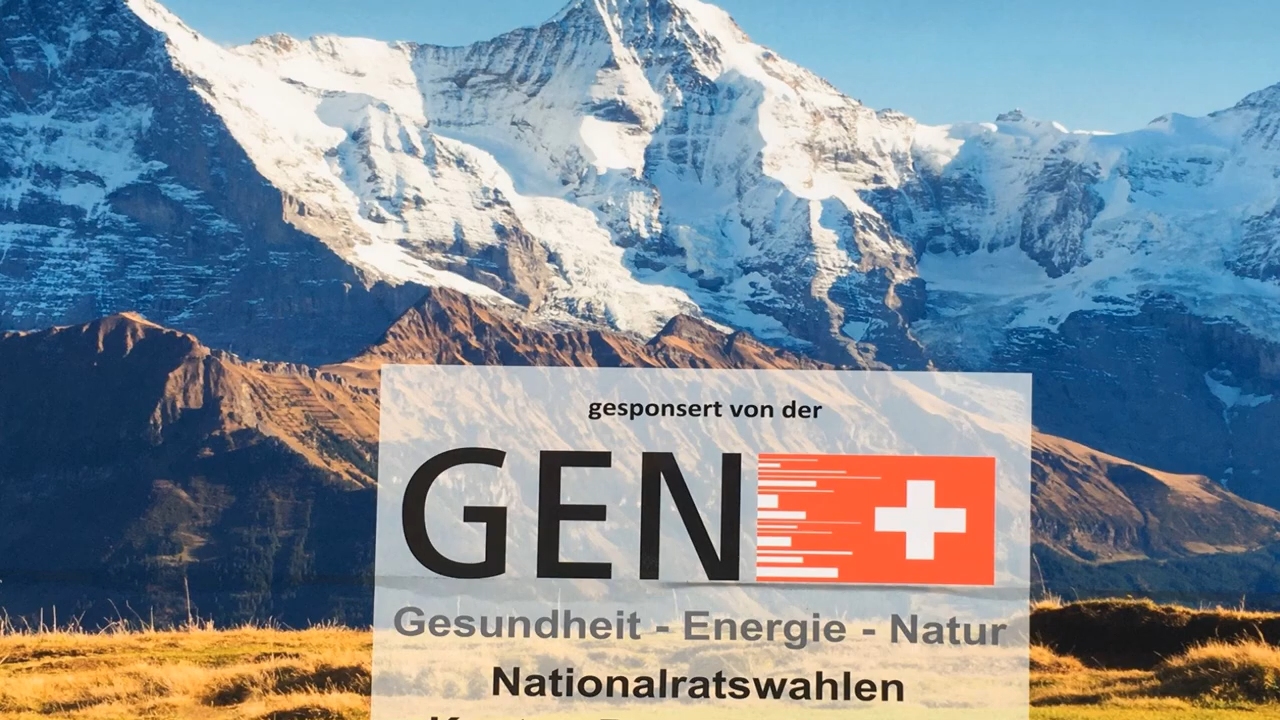 gesponsert von der
GEN
Gesundheit - Energie - Natur
Nationalratswahlen